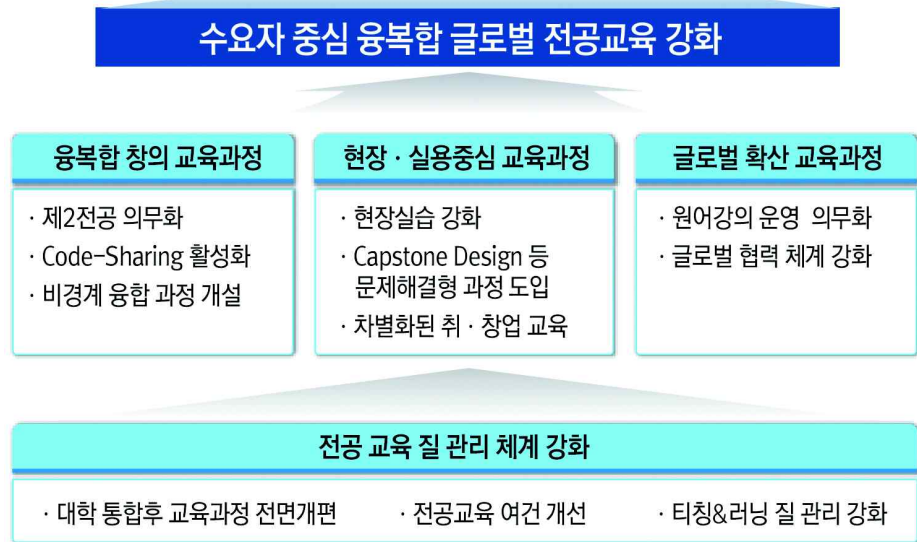 수요자 중심 융복합 글로벌 전공교육 강화
융복합 창의 교육과정
· 제2전공 의무화
· Code-Sharing 활성화
· 비경계 융합 과정 개설
현장 · 실용중심 교육과정
· 현장실습 강화
· Capstone Design 등
문제해결형 과정 도입
· 차별화된 취 · 창업 교육
글로벌 확산 교육과정
· 원어강의 운영 의무화
· 글로벌 협력 체계 강화
전공 교육 질 관리 체계 강화
· 대학 통합후 교육과정 전면개편
· 전공교육 여건 개선
· 티칭&러닝 질 관리 강화